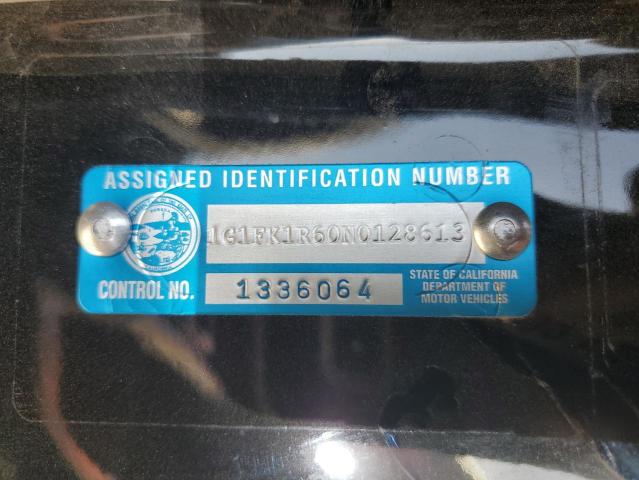 ASSIGNED IDENTIFICATION NUMBER
1G1FK1R60N0128613
CONTROL NO.
1336064
STATE OF CALIFORNIA
DEPARTMENT OF
MOTOR VEHICLES